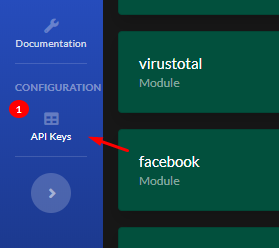 Documentation
CONFIGURATION
1
API Keys
virustotal
Module
facebook
Module